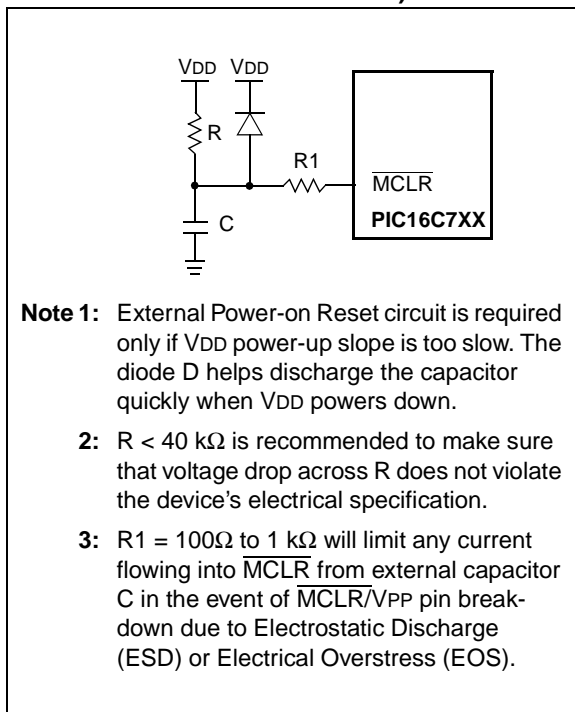 VDD VDD
R
R1
MCLR
C
PIC16C7XX
Note 1: External Power-on Reset circuit is required
only if VDD power-up slope is too slow. The
diode D helps discharge the capacitor
quickly when VDD powers down.
2: R < 40 kΩ is recommended to make sure
that voltage drop across R does not violate
the device's electrical specification.
3: R1 = 100Ω to 1 kΩ will limit any current
flowing into MCLR from external capacitor
C in the event of MCLR/VPP pin break-
down due to Electrostatic Discharge
(ESD) or Electrical Overstress (EOS).